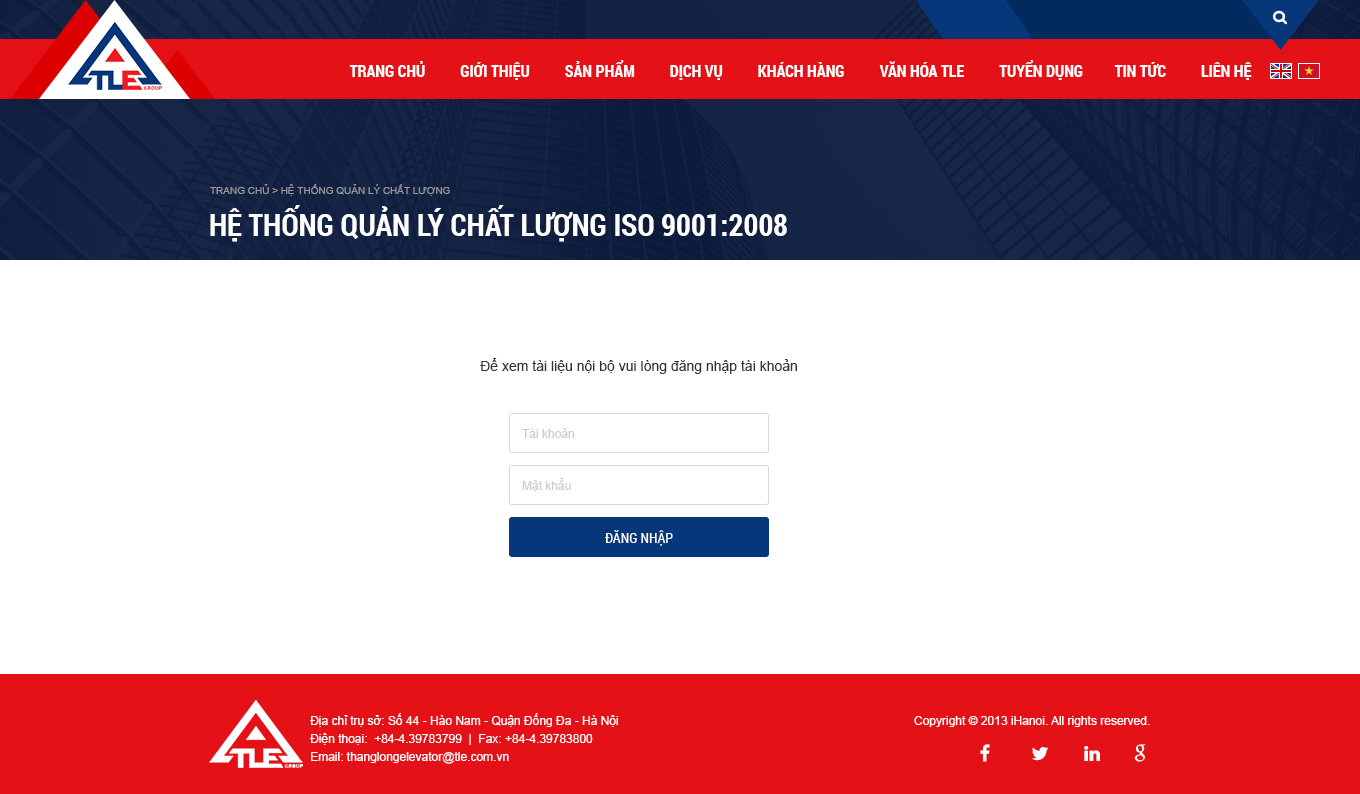 TLE
GROUP
TRANG CHỦ GIỚI THIỆU SẢN PHẨM DỊCH VỤ KHÁCH HÀNG VĂN HÓA TLE TUYỂN DỤNG TIN TỨC LIÊN HỆ
TRANG CHỦ > HỆ THỐNG QUẢN LÝ CHẤT LƯỢNG
HỆ THỐNG QUẢN LÝ CHẤT LƯỢNG ISO 9001:2008
Để xem tài liệu nội bộ vui lòng đăng nhập tài khoản
Tài khoản
Mật khẩu
ĐĂNG NHẬP
TLE
GROUP
Địa chỉ trụ sở: Số 44 - Hào Nam - Quận Đống Đa - Hà Nội
Điện thoại: +84-4.39783799 | Fax: +84-4.39783800
Email: thanglongelevator@tle.com.vn
Copyright © 2013 iHanoi. All rights reserved.